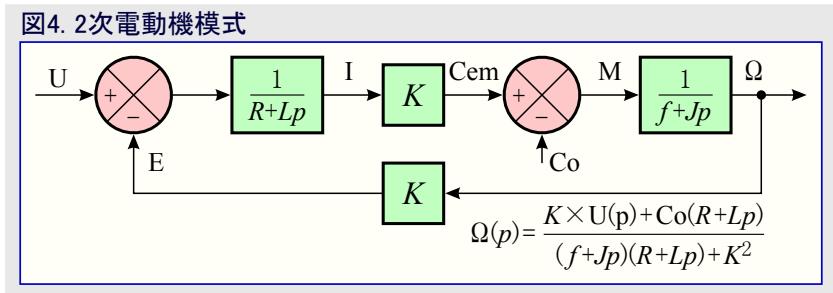 図4. 2次電動機模式
U
+
−
1
R+Lp
I
K
Cem
+
−
M
1
f+Jp
Ω
E
Co
K
Ω(p)=
K×U(p)+Co(R+Lp)
(f+Jp)(R+Lp)+K²